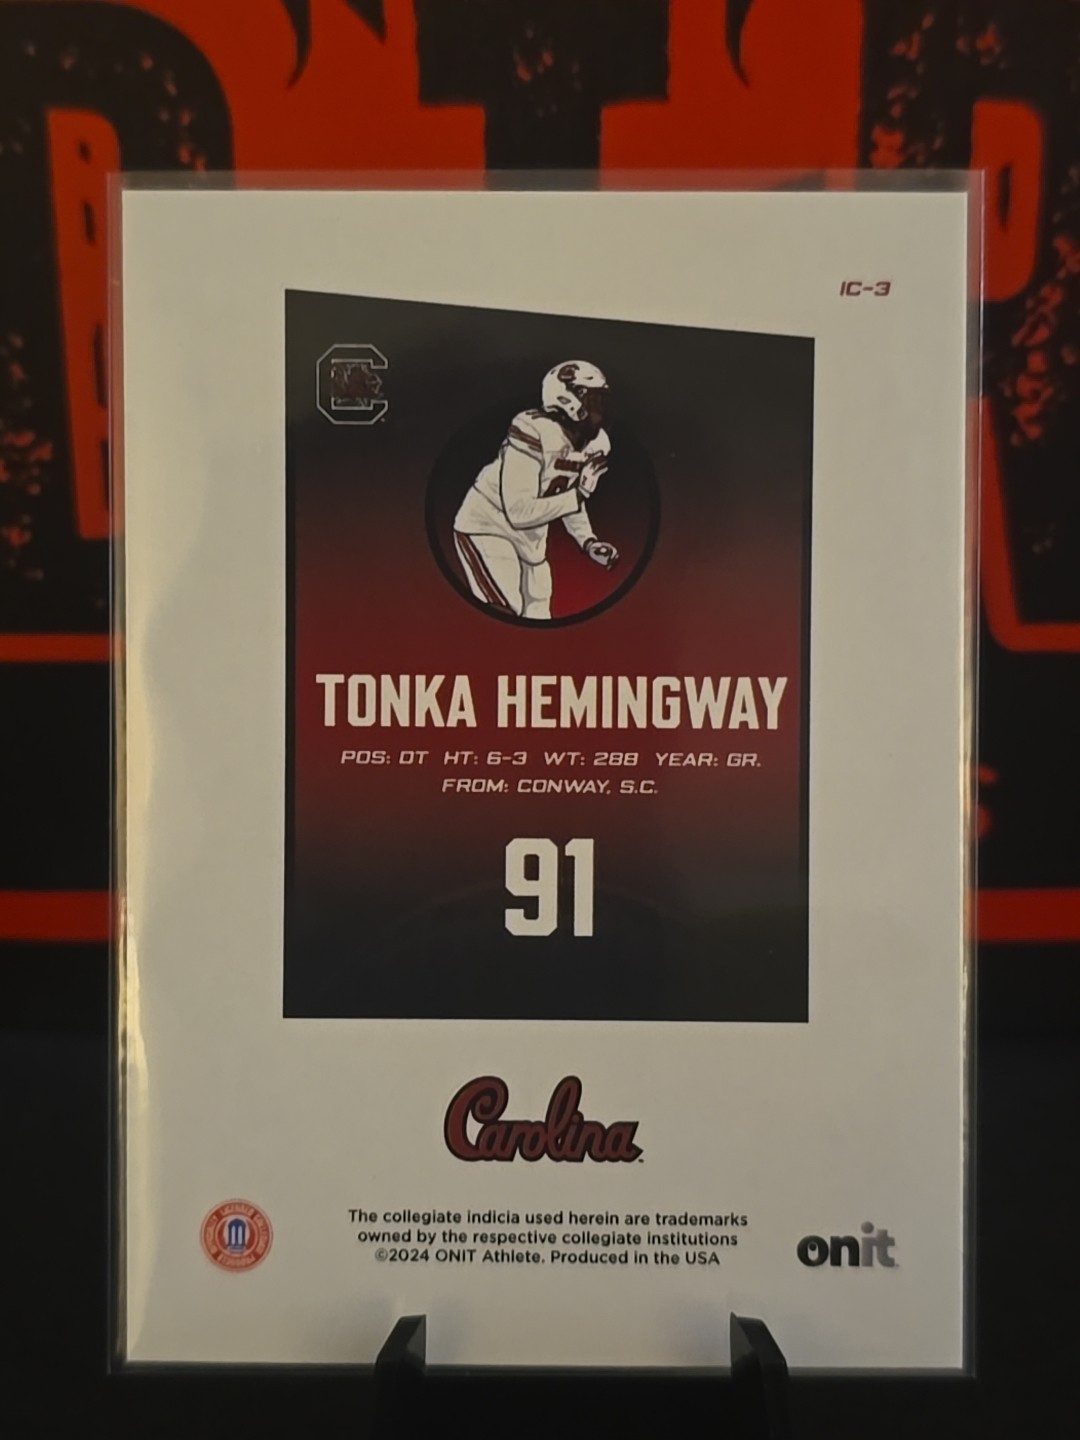 IC-3
TONKA HEMINGWAY
POS: DT HT: 6-3 WT: 288 YEAR: GR.
FROM: CONWAY, S.C.
91
Carolina
The collegiate indicia used herein are trademarks
owned by the respective collegiate institutions
©2024 ONIT Athlete. Produced in the USA
onit